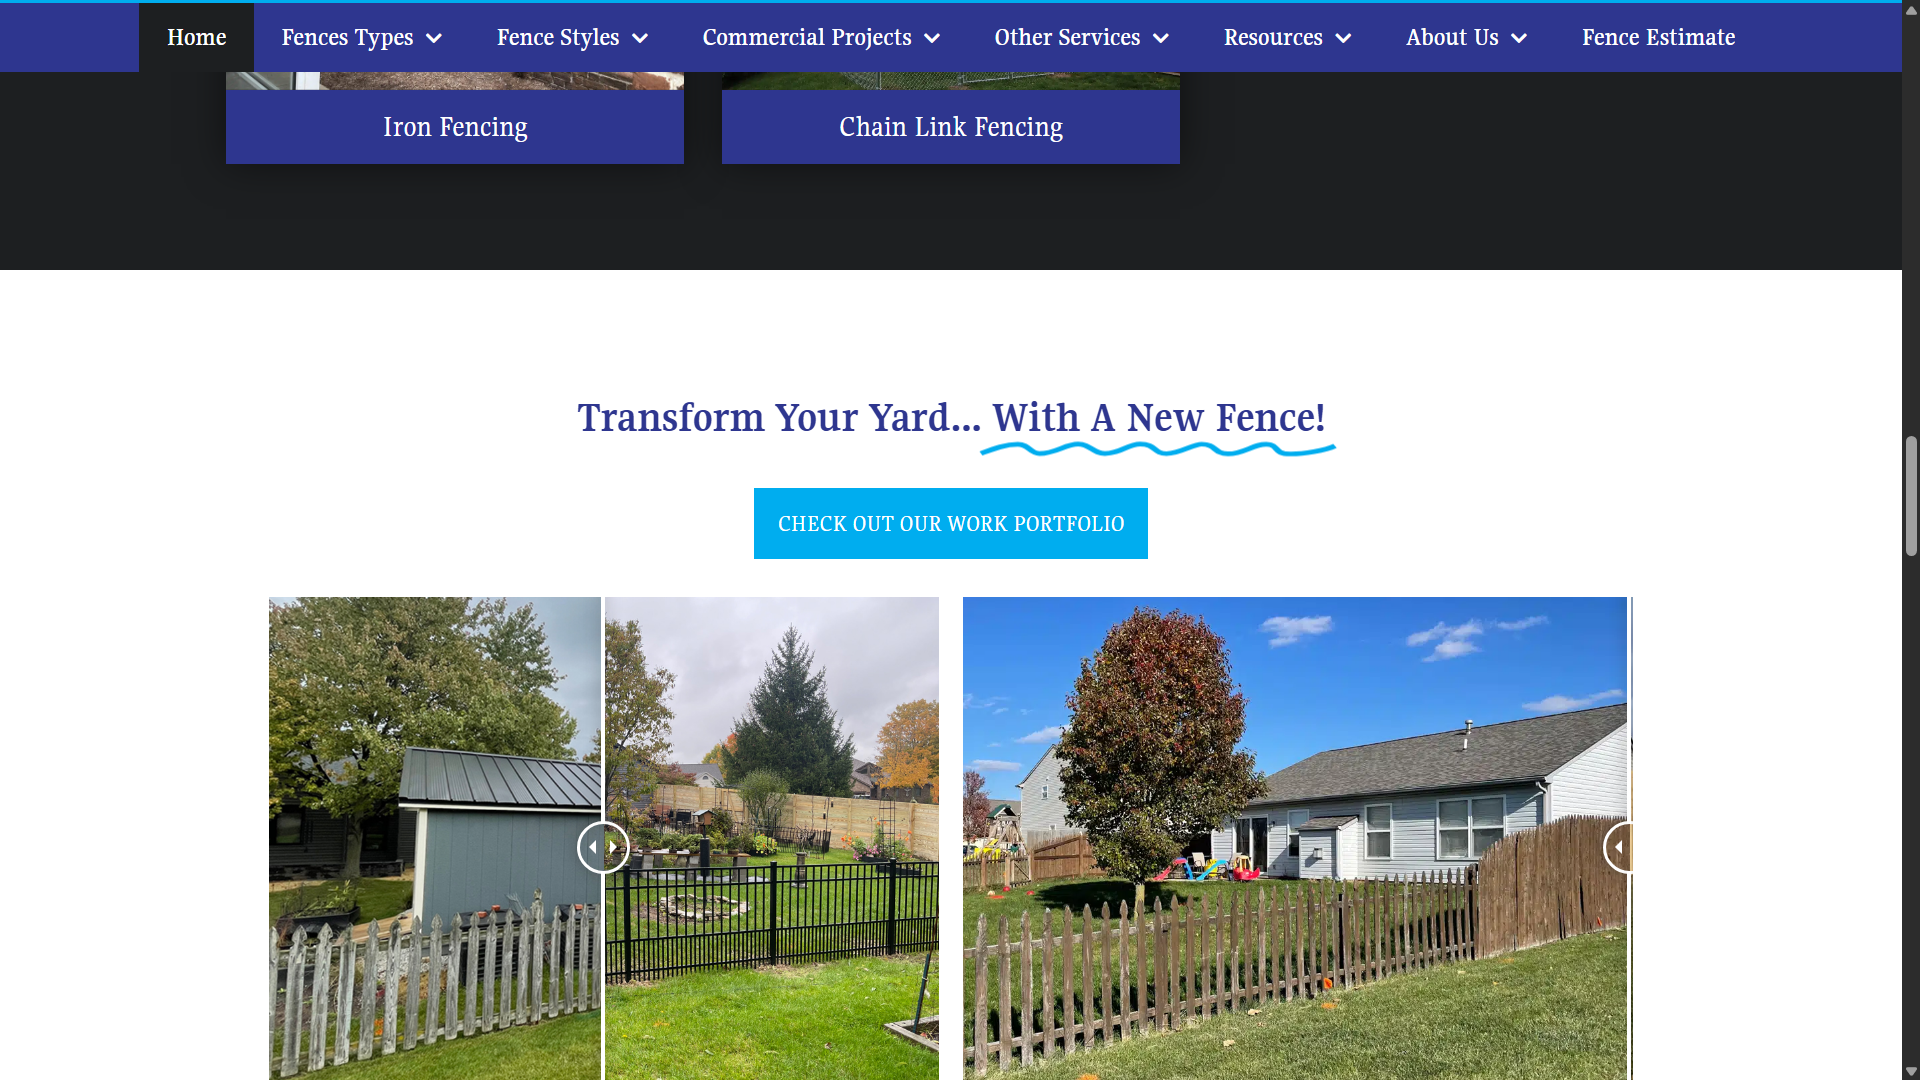 Home
Fences Types
Fence Styles
Commercial Projects
Other Services
Resources
About Us
Fence Estimate
Iron Fencing
Chain Link Fencing
Transform Your Yard... With A New Fence!
CHECK OUT OUR WORK PORTFOLIO